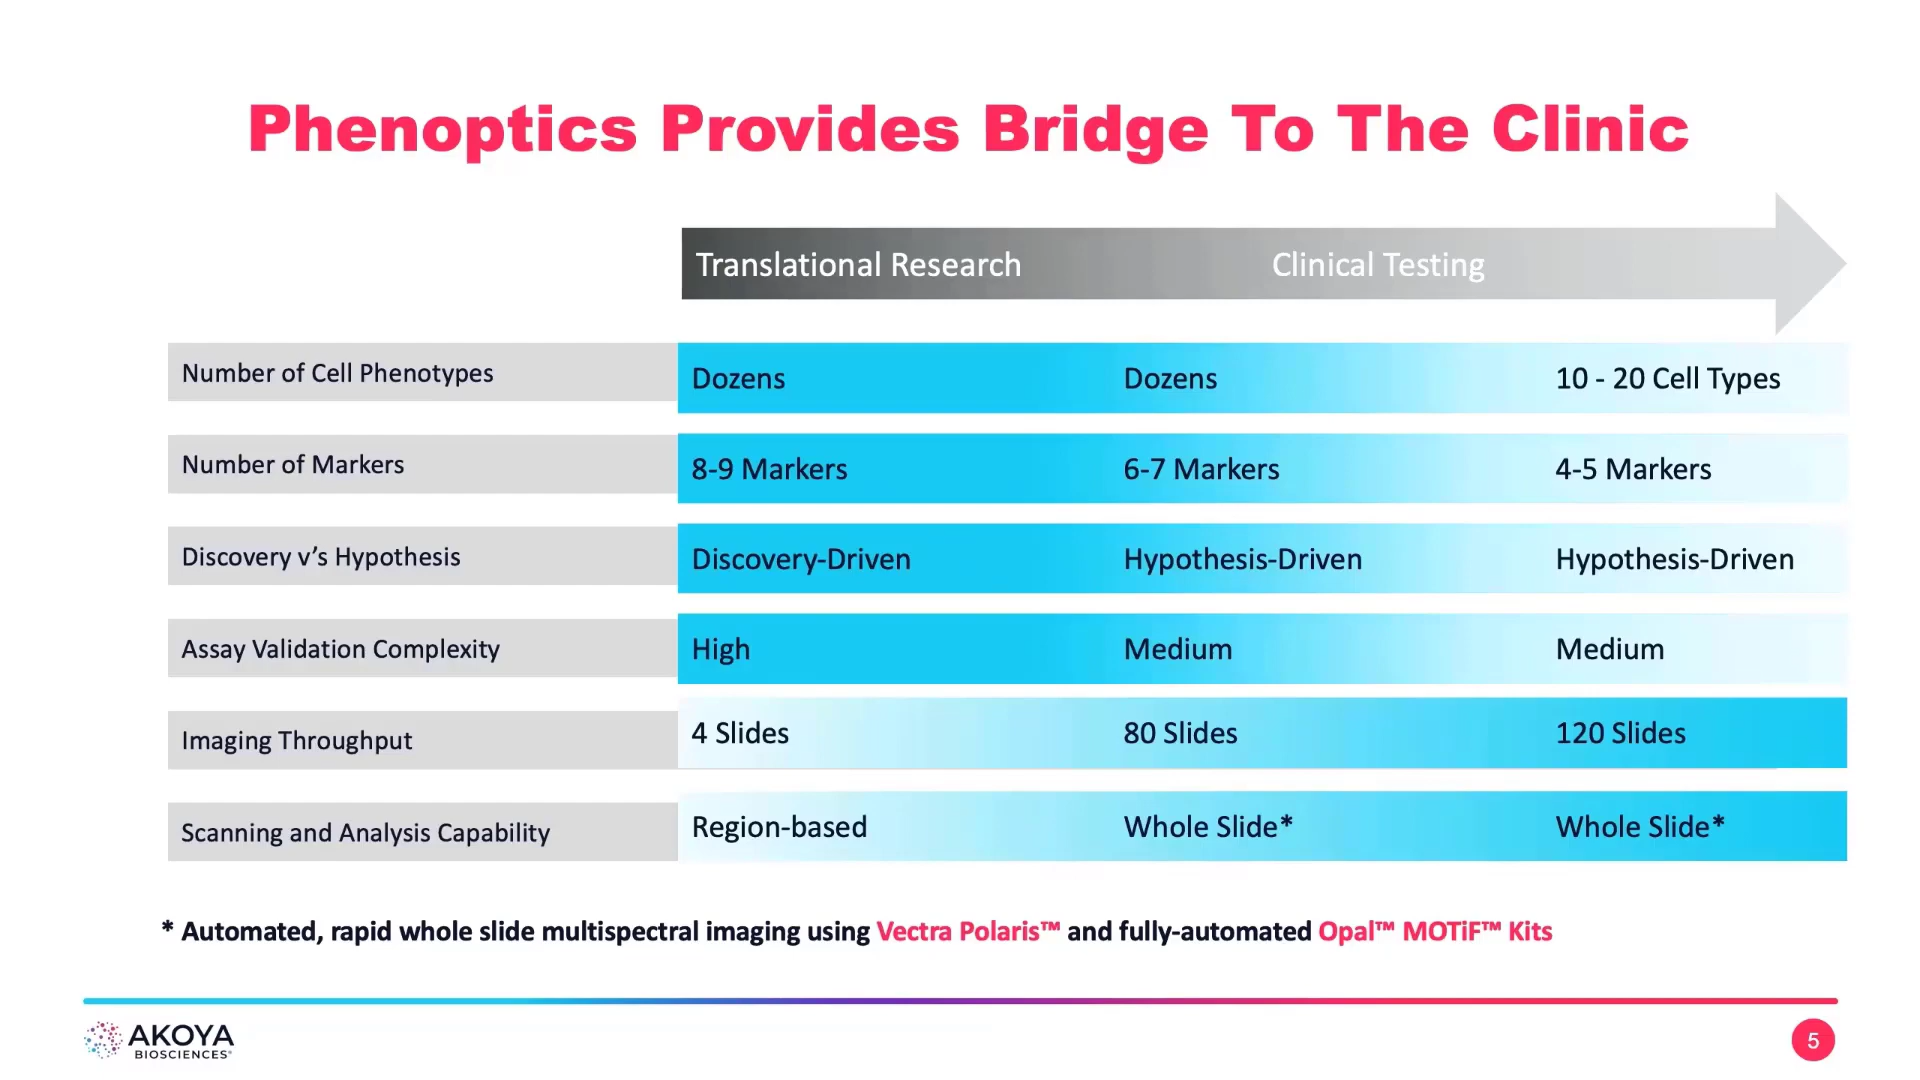 Phenoptics Provides Bridge To The Clinic
Translational Research Clinical Testing
Number of Cell Phenotypes Dozens Dozens 10 - 20 Cell Types
Number of Markers 8-9 Markers 6-7 Markers 4-5 Markers
Discovery v’s Hypothesis Discovery-Driven Hypothesis-Driven Hypothesis-Driven
Assay Validation Complexity High Medium Medium
Imaging Throughput 4 Slides 80 Slides 120 Slides
Scanning and Analysis Capability Region-based Whole Slide* Whole Slide*
* Automated, rapid whole slide multispectral imaging using Vectra Polaris™ and fully-automated Opal™ MOTiF™ Kits
AKOYA
BIOSCIENCES®
5